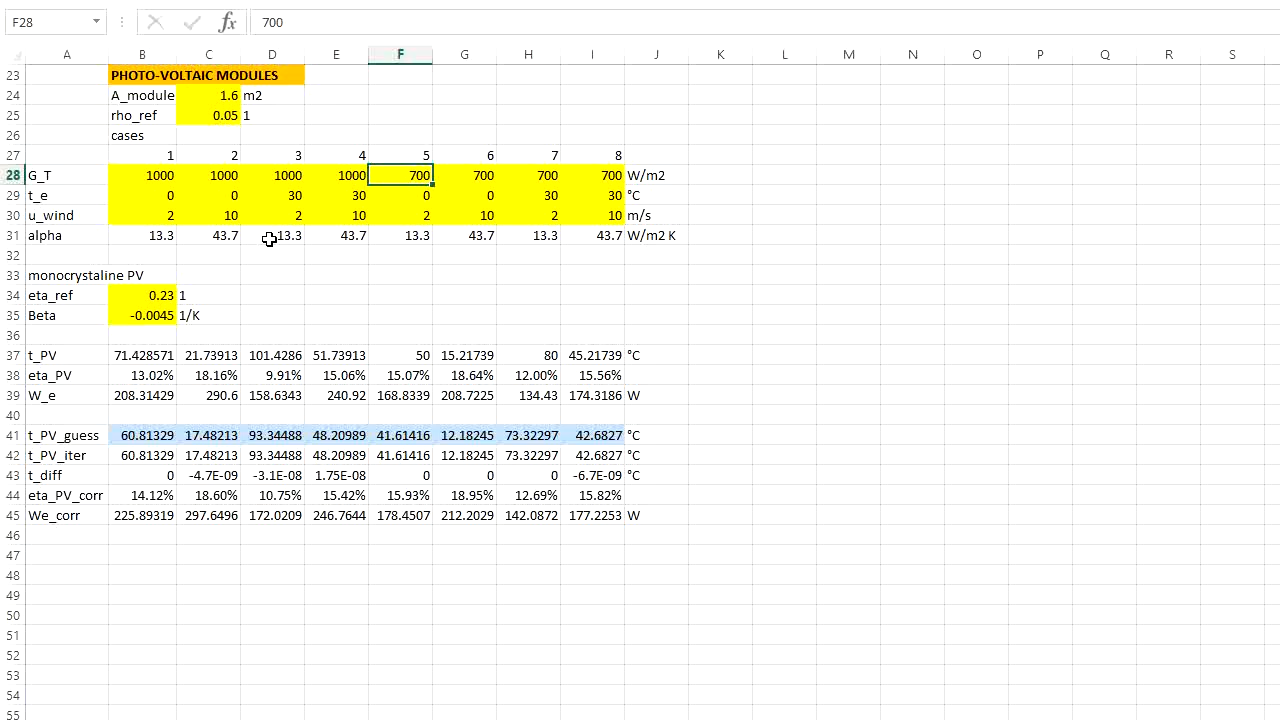 F28 fx 700
A B C D E F G H I J K L M N O P Q R S
23 PHOTO-VOLTAIC MODULES
24 A_module 1.6 m2
25 rho_ref 0.05 1
26 cases
27 1 2 3 4 5 6 7 8
28 G_T 1000 1000 1000 1000 700 700 700 700 W/m2
29 t_e 0 0 30 30 0 0 30 30 °C
30 u_wind 2 10 2 10 2 10 2 10 m/s
31 alpha 13.3 43.7 13.3 43.7 13.3 43.7 13.3 43.7 W/m2 K
32
33 monocrystaline PV
34 eta_ref 0.23 1
35 Beta -0.0045 1/K
36
37 t_PV 71.428571 21.73913 101.4286 51.73913 50 15.21739 80 45.21739 °C
38 eta_PV 13.02% 18.16% 9.91% 15.06% 15.07% 18.64% 12.00% 15.56%
39 W_e 208.31429 290.6 158.6343 240.92 168.8339 208.7225 134.43 174.3186 W
40
41 t_PV_guess 60.81329 17.48213 93.34488 48.20989 41.61416 12.18245 73.32297 42.6827 °C
42 t_PV_iter 60.81329 17.48213 93.34488 48.20989 41.61416 12.18245 73.32297 42.6827 °C
43 t_diff 0 -4.7E-09 -3.1E-08 1.75E-08 0 0 0 -6.7E-09 °C
44 eta_PV_corr 14.12% 18.60% 10.75% 15.42% 15.93% 18.95% 12.69% 15.82%
45 We_corr 225.89319 297.6496 172.0209 246.7644 178.4507 212.2029 142.0872 177.2253 W
46
47
48
49
50
51
52
53
54
55